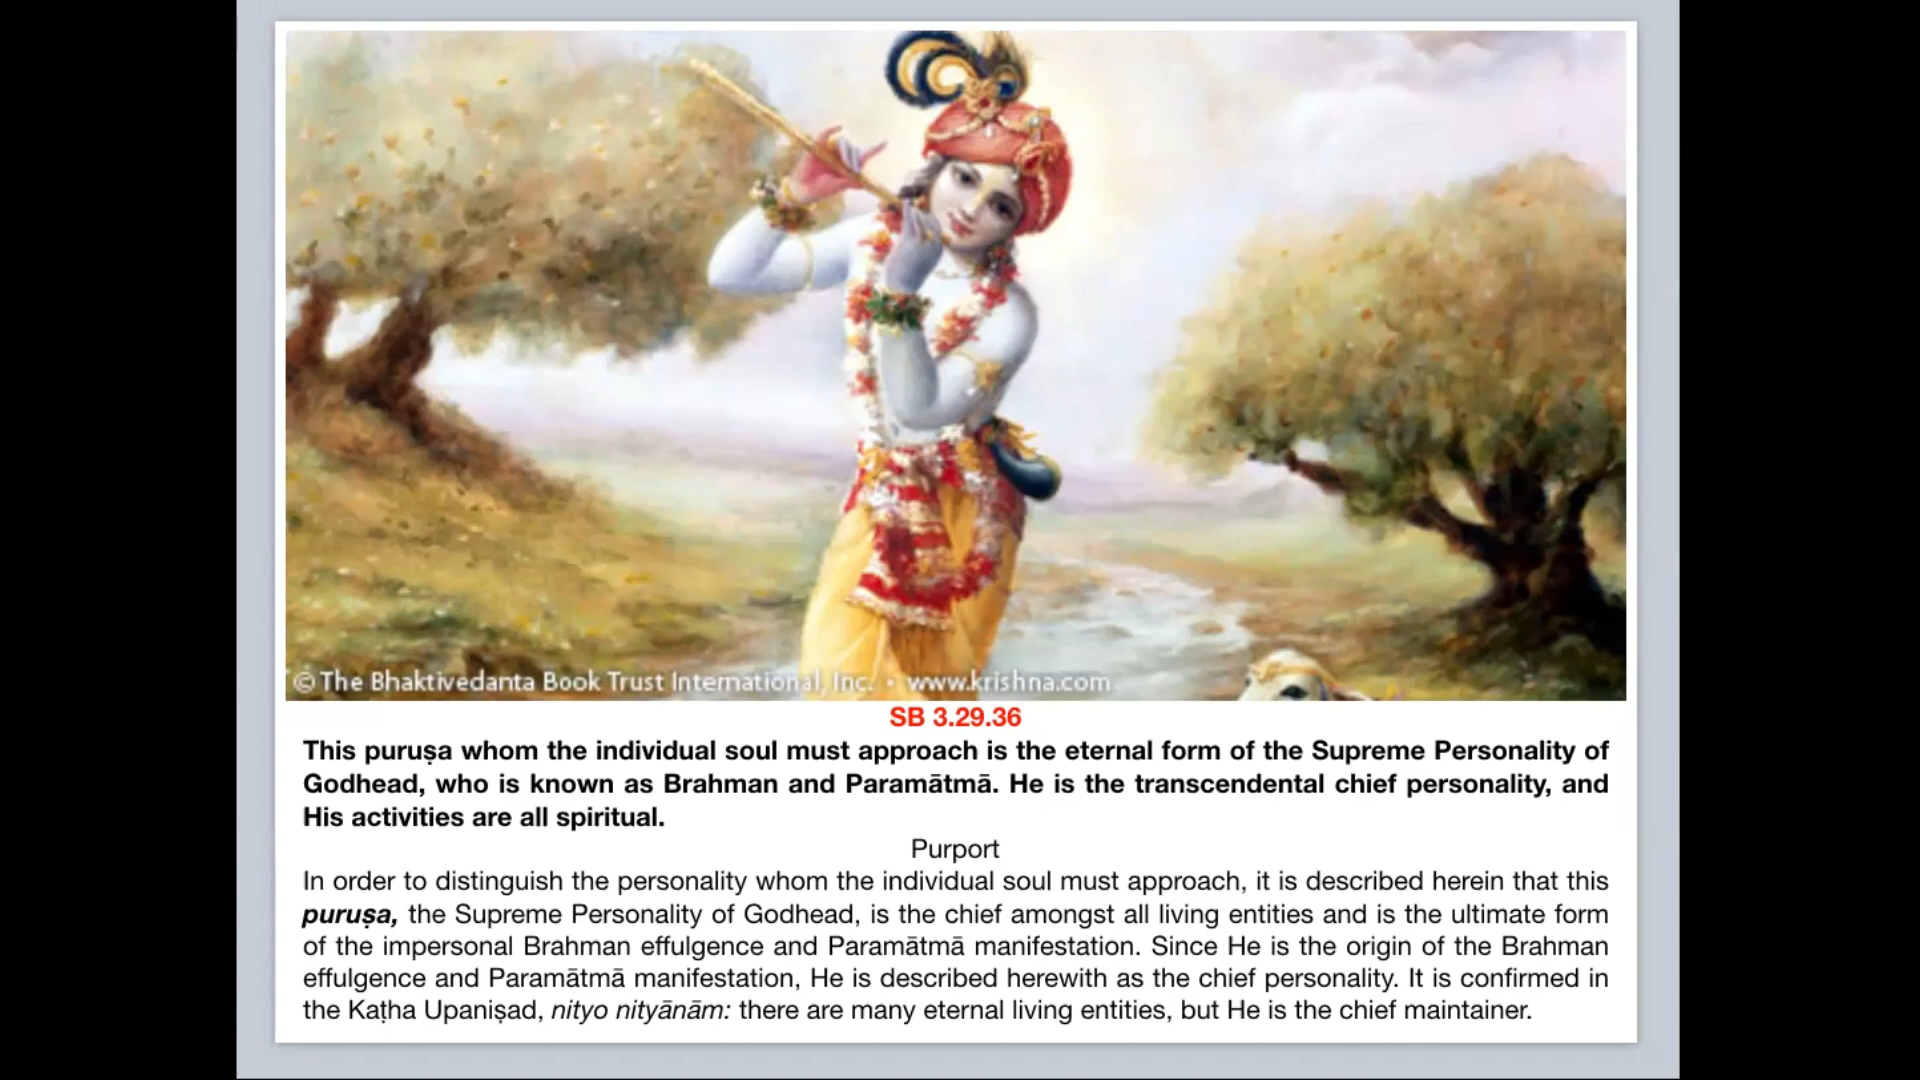 © The Bhaktivedanta Book Trust International, Inc. • www.krishna.com
SB 3.29.36
This puruṣa whom the individual soul must approach is the eternal form of the Supreme Personality of
Godhead, who is known as Brahman and Paramātmā. He is the transcendental chief personality, and
His activities are all spiritual.
Purport
In order to distinguish the personality whom the individual soul must approach, it is described herein that this
puruṣa, the Supreme Personality of Godhead, is the chief amongst all living entities and is the ultimate form
of the impersonal Brahman effulgence and Paramātmā manifestation. Since He is the origin of the Brahman
effulgence and Paramātmā manifestation, He is described herewith as the chief personality. It is confirmed in
the Kaṭha Upaniṣad, nityo nityānām: there are many eternal living entities, but He is the chief maintainer.